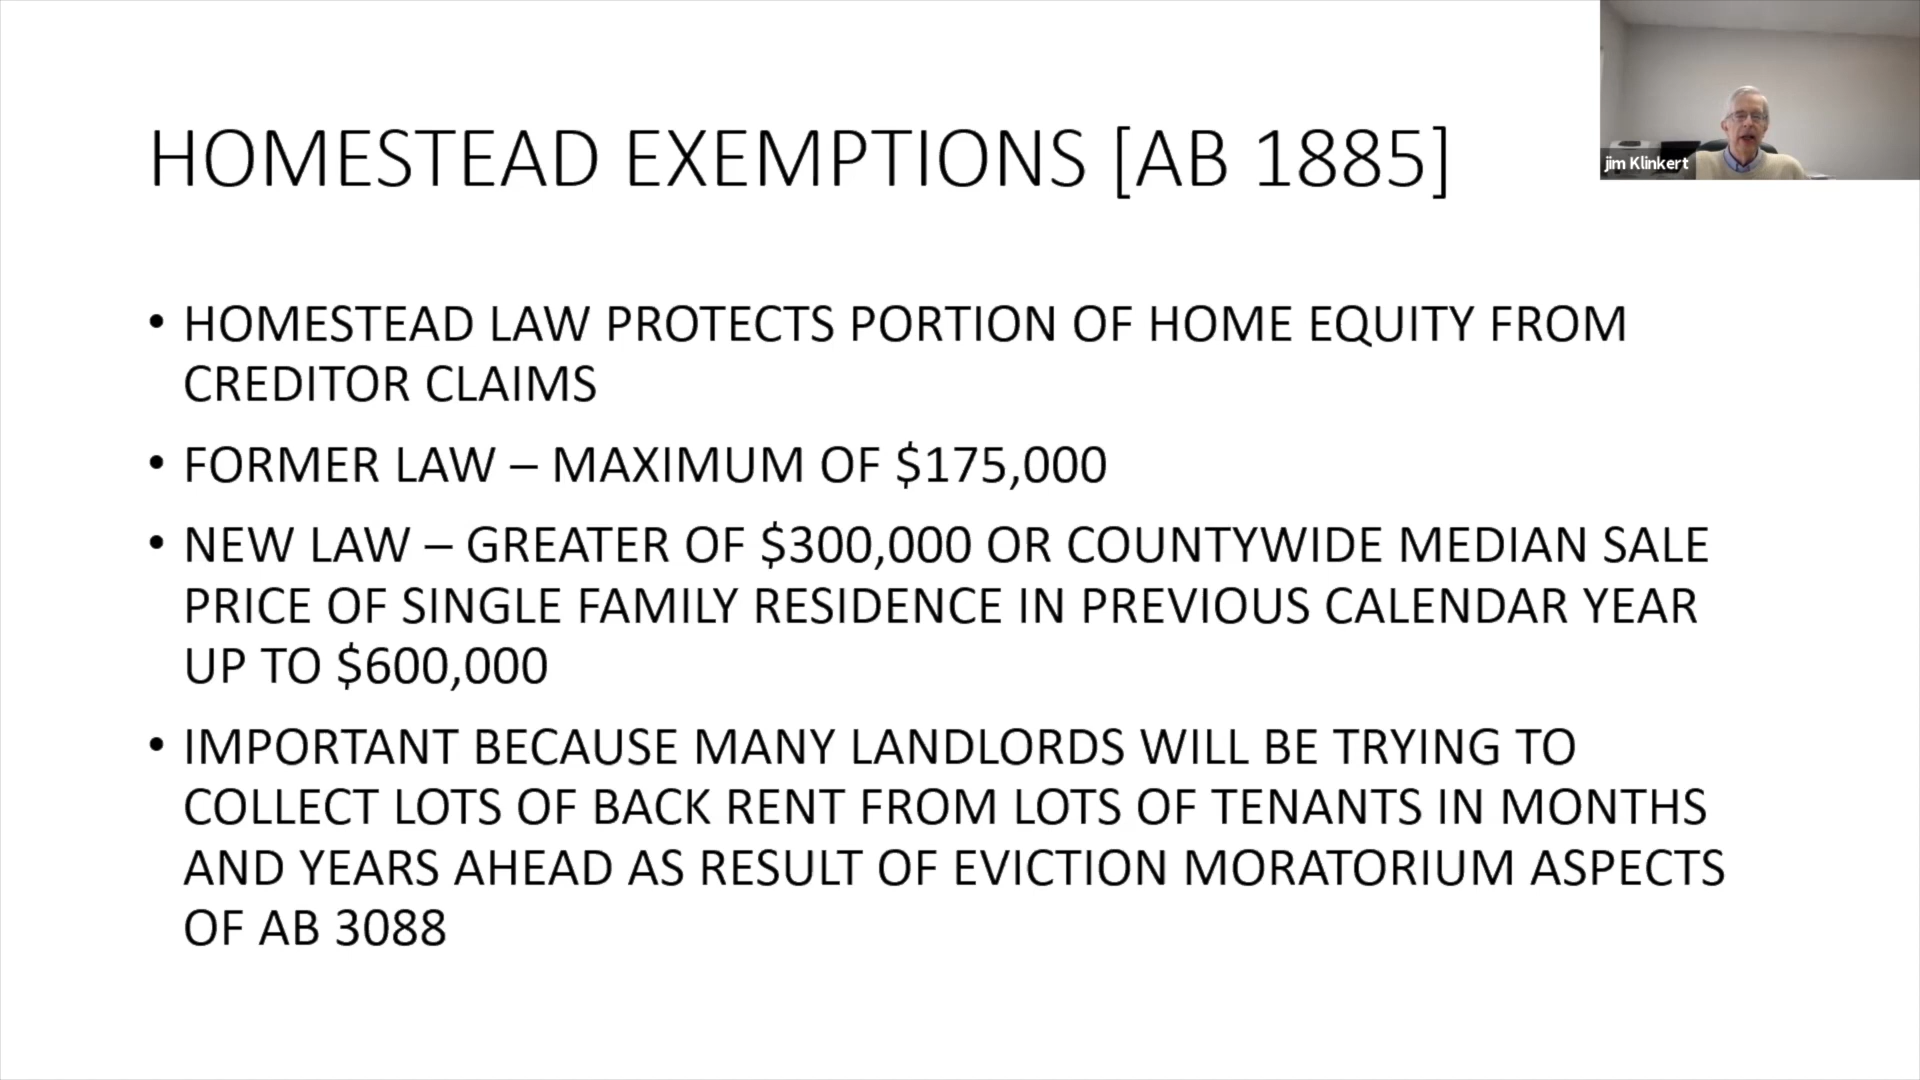 HOMESTEAD EXEMPTIONS [AB 1885]
jim Klinkert
• HOMESTEAD LAW PROTECTS PORTION OF HOME EQUITY FROM
CREDITOR CLAIMS
• FORMER LAW – MAXIMUM OF $175,000
• NEW LAW – GREATER OF $300,000 OR COUNTYWIDE MEDIAN SALE
PRICE OF SINGLE FAMILY RESIDENCE IN PREVIOUS CALENDAR YEAR
UP TO $600,000
• IMPORTANT BECAUSE MANY LANDLORDS WILL BE TRYING TO
COLLECT LOTS OF BACK RENT FROM LOTS OF TENANTS IN MONTHS
AND YEARS AHEAD AS RESULT OF EVICTION MORATORIUM ASPECTS
OF AB 3088